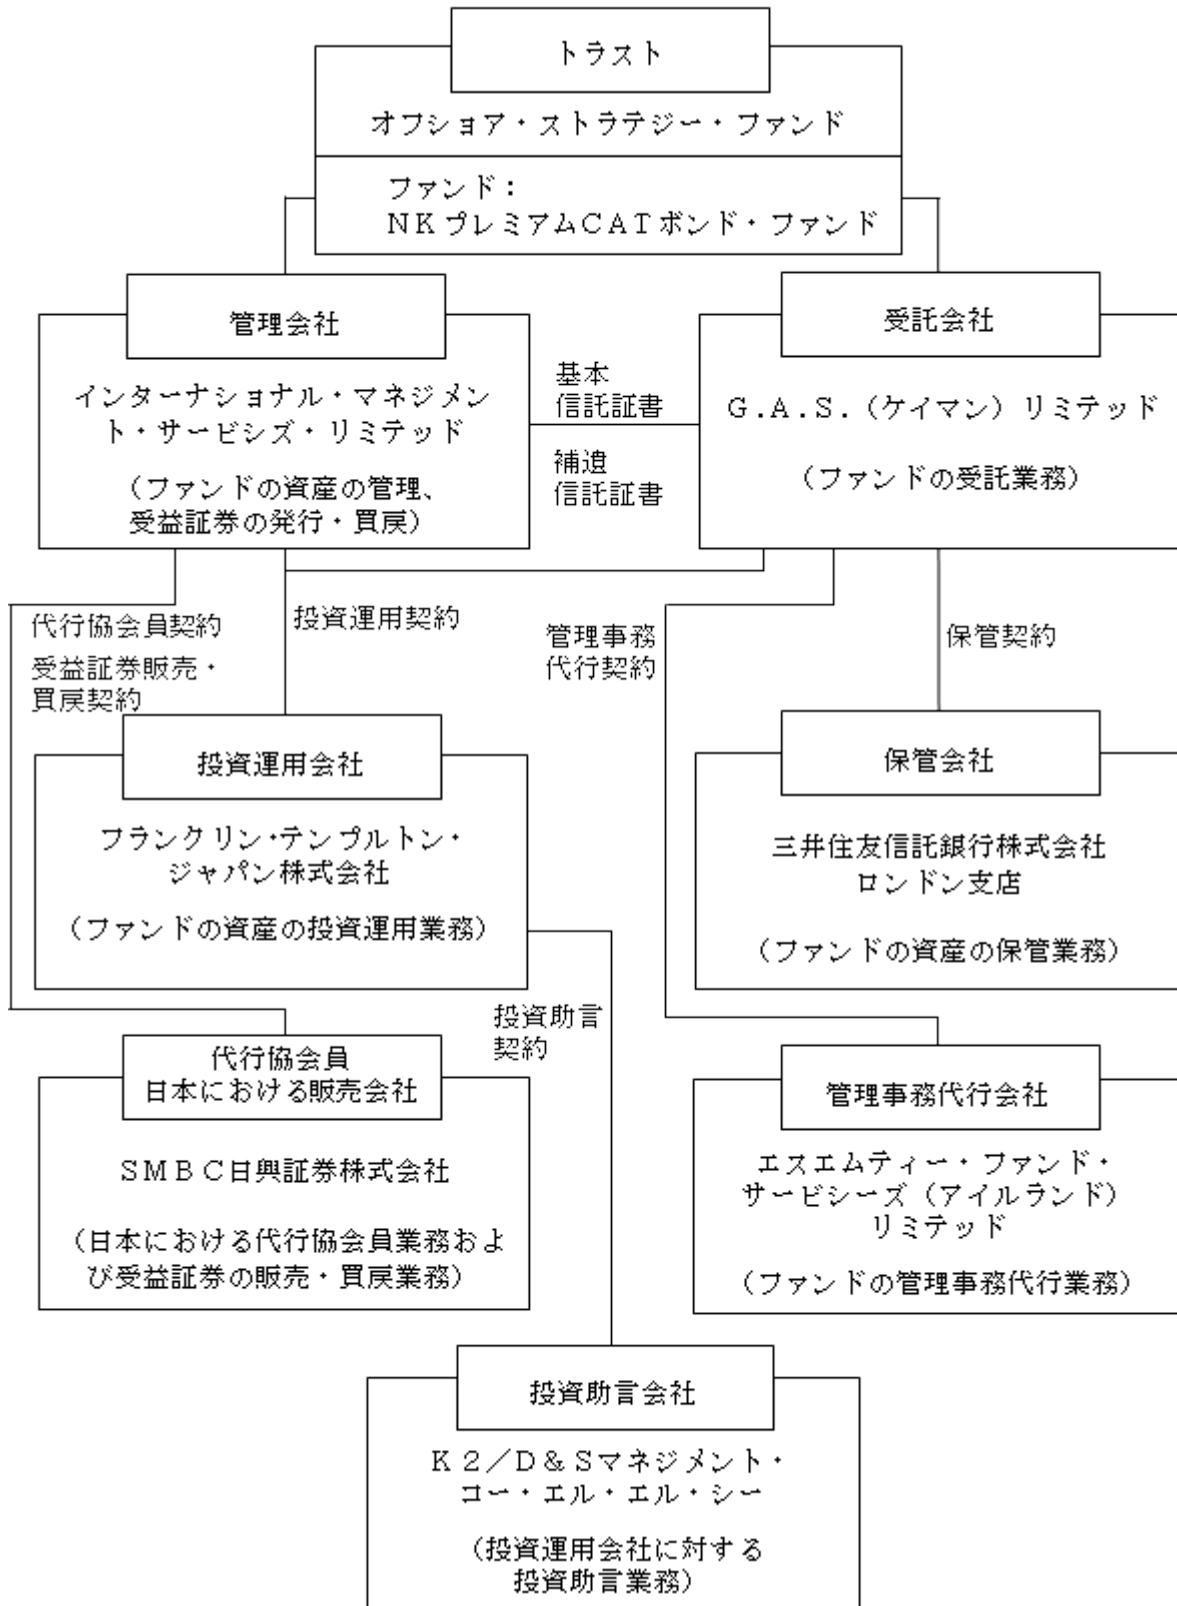 トラスト
オフショア・ストラテジー・ファンド
ファンド：
ＮＫプレミアムＣＡＴボンド・ファンド
管理会社
インターナショナル・マネジメン
ト・サービシズ・リミテッド
（ファンドの資産の管理、
受益証券の発行・買戻）
基本
信託証書
補遺
信託証書
受託会社
Ｇ.Ａ.Ｓ.（ケイマン）リミテッド
（ファンドの受託業務）
代行協会員契約
受益証券販売・
買戻契約
投資運用契約
管理事務
代行契約
保管契約
投資運用会社
フランクリン・テンプルトン・
ジャパン株式会社
（ファンドの資産の投資運用業務）
保管会社
三井住友信託銀行株式会社
ロンドン支店
（ファンドの資産の保管業務）
投資助言
契約
代行協会員
日本における販売会社
ＳＭＢＣ日興証券株式会社
（日本における代行協会員業務およ
び受益証券の販売・買戻業務）
管理事務代行会社
エスエムティー・ファンド・
サービシーズ（アイルランド）
リミテッド
（ファンドの管理事務代行業務）
投資助言会社
Ｋ２／Ｄ＆Ｓマネジメント・
コー・エル・エル・シー
（投資運用会社に対する
投資助言業務）